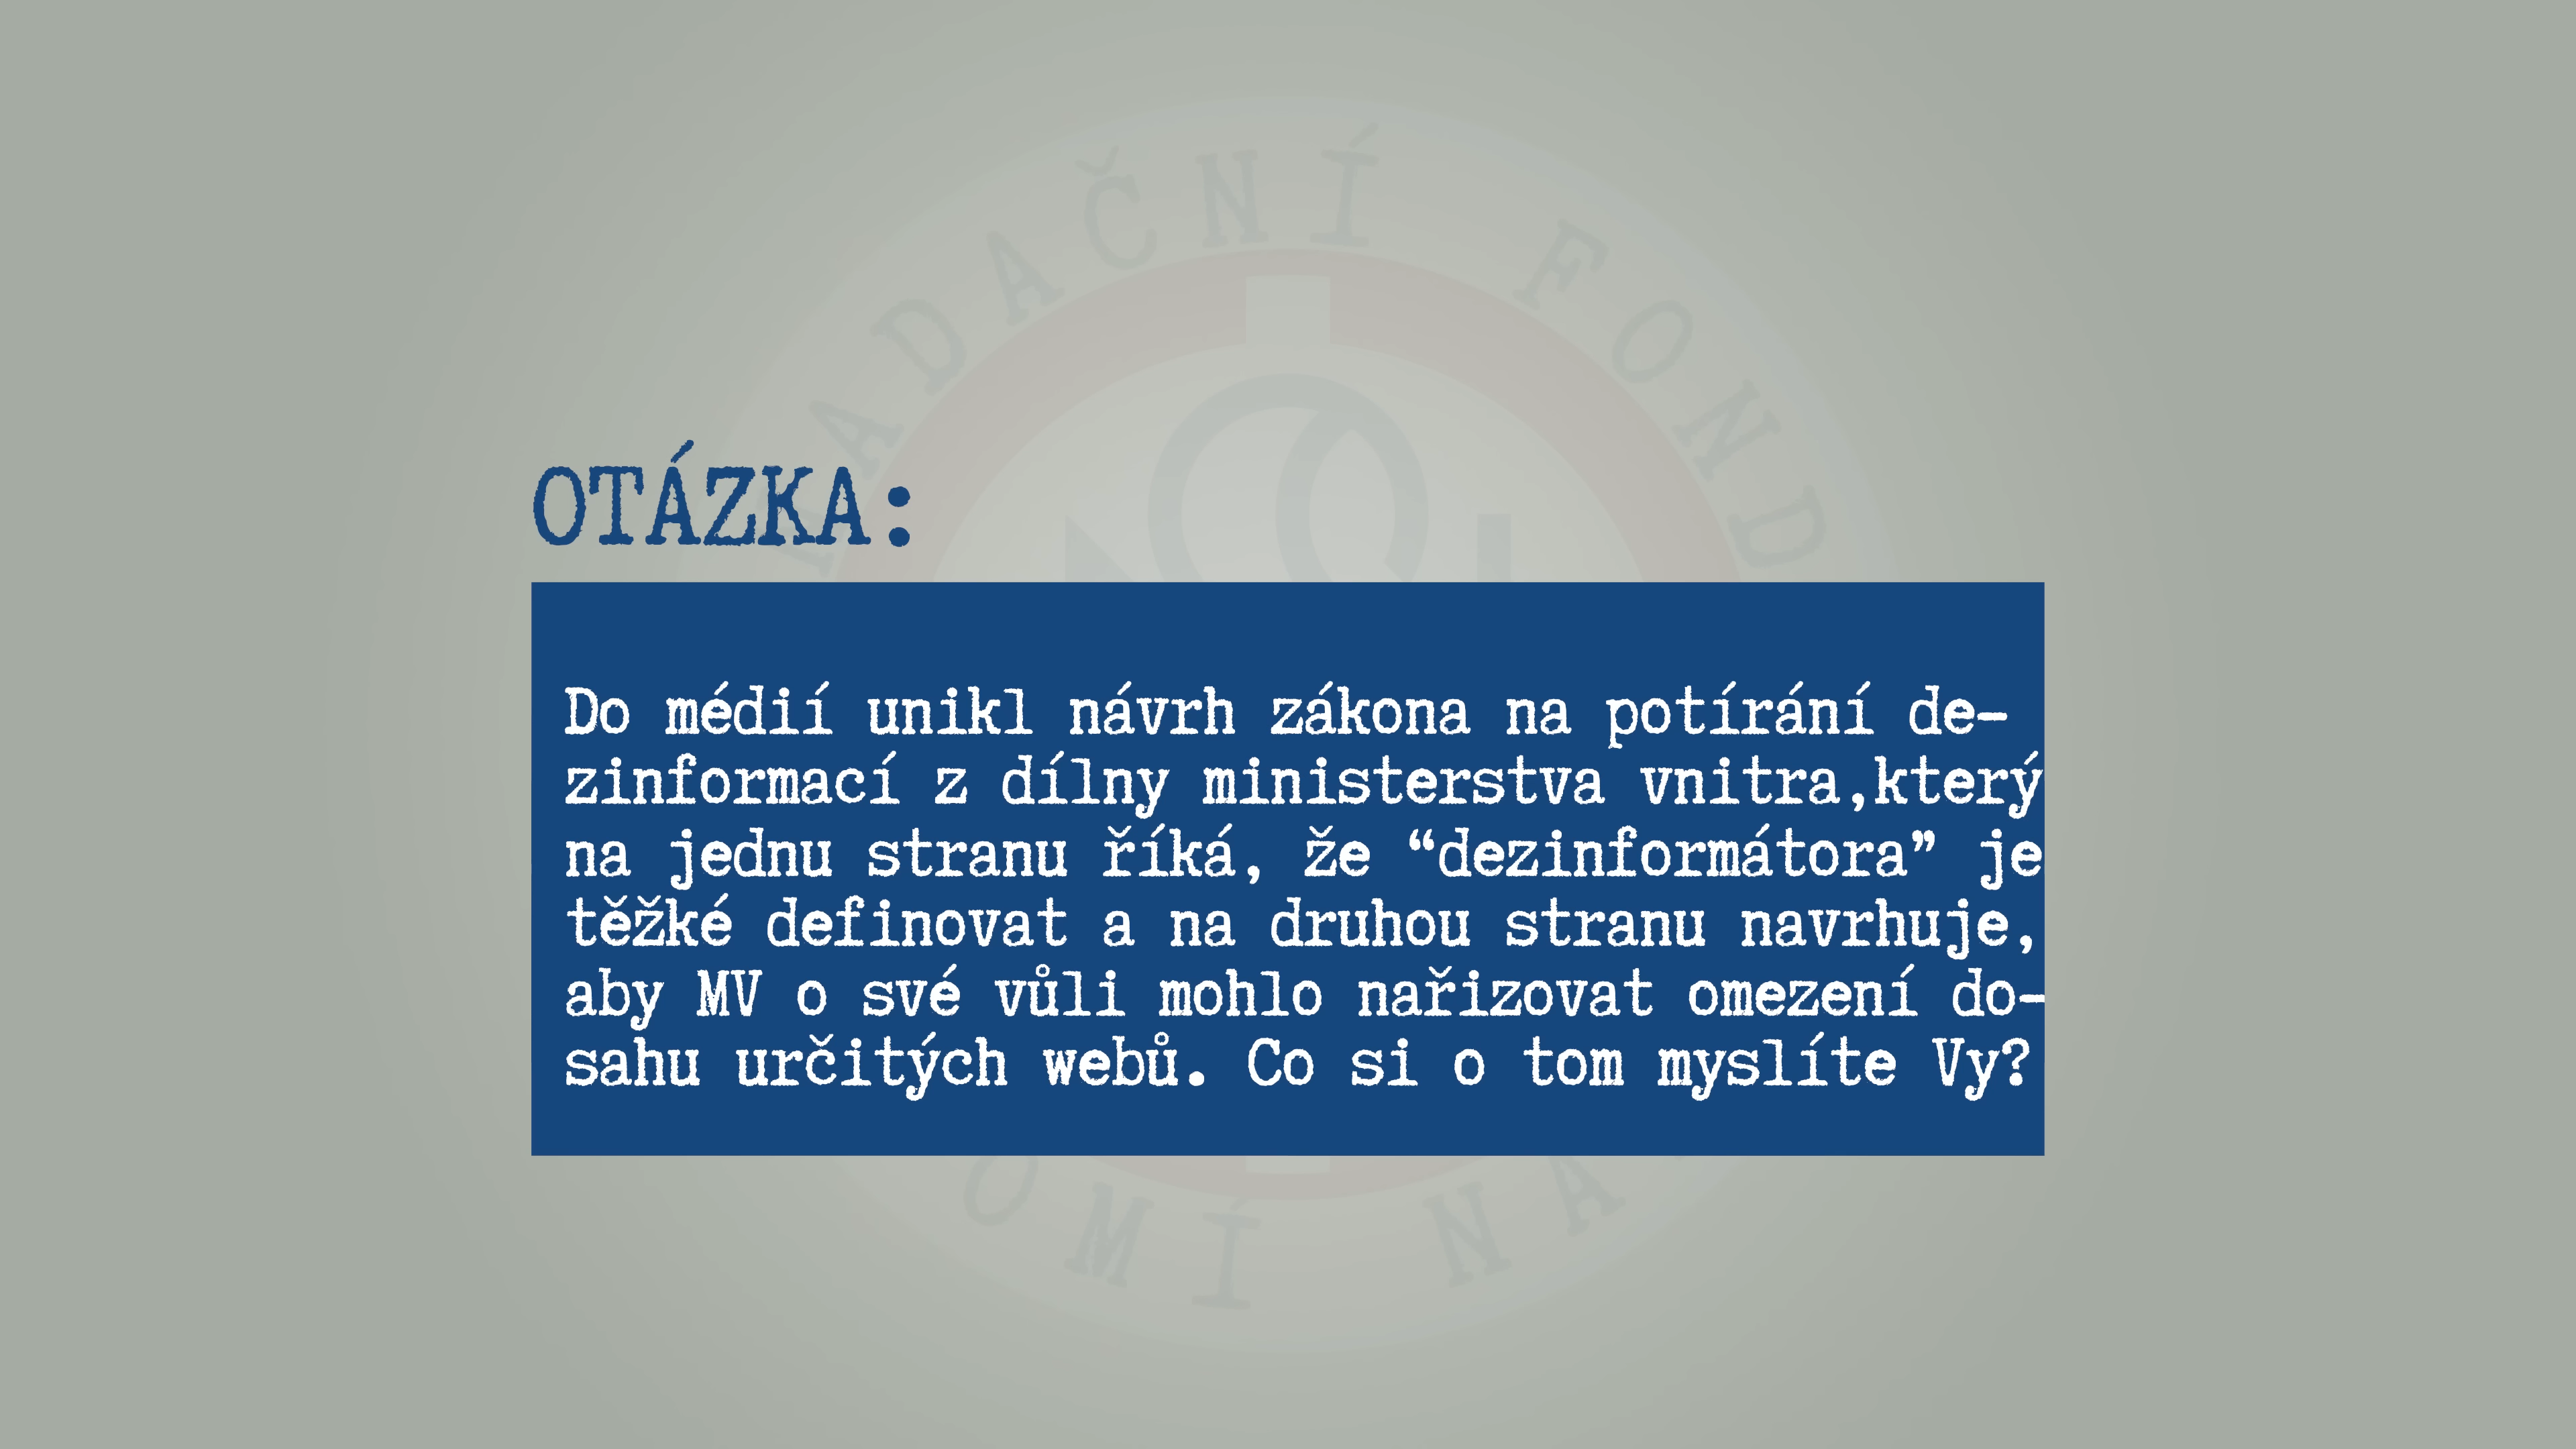 NADAČNÍ FOND
OTÁZKA:
Do médií unikl návrh zákona na potírání de-
zinformací z dílny ministerstva vnitra,který
na jednu stranu říká, že “dezinformátora” je
těžké definovat a na druhou stranu navrhuje,
aby MV o své vůli mohlo nařizovat omezení do-
sahu určitých webů. Co si o tom myslíte Vy?